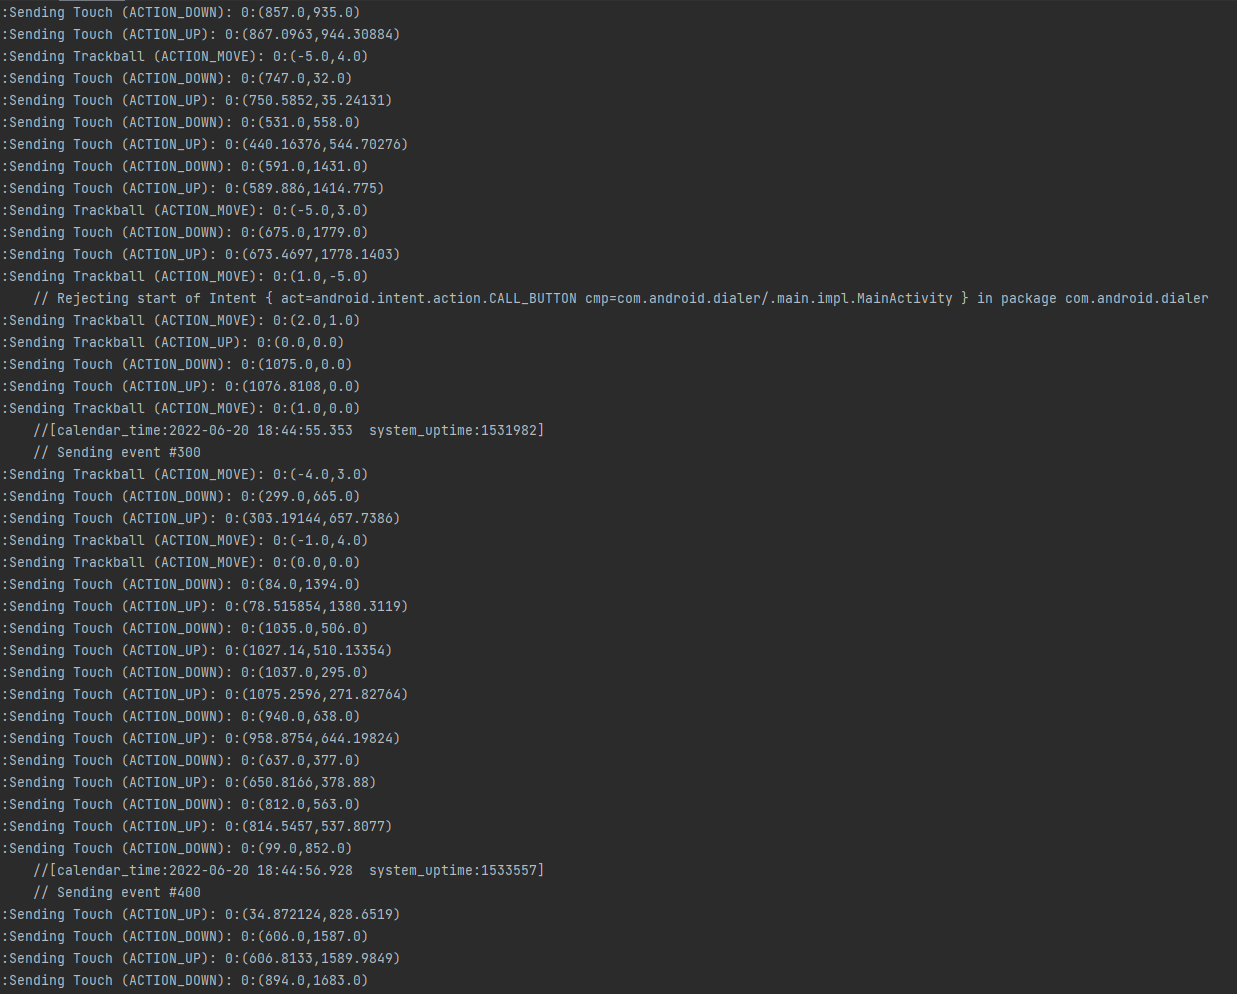 :Sending Touch (ACTION_DOWN): 0:(857.0,935.0)
:Sending Touch (ACTION_UP): 0:(867.0963,944.30884)
:Sending Trackball (ACTION_MOVE): 0:(-5.0,4.0)
:Sending Touch (ACTION_DOWN): 0:(747.0,32.0)
:Sending Touch (ACTION_UP): 0:(750.5852,35.24131)
:Sending Touch (ACTION_DOWN): 0:(531.0,558.0)
:Sending Touch (ACTION_UP): 0:(440.16376,544.70276)
:Sending Touch (ACTION_DOWN): 0:(591.0,1431.0)
:Sending Touch (ACTION_UP): 0:(589.886,1414.775)
:Sending Trackball (ACTION_MOVE): 0:(-5.0,3.0)
:Sending Touch (ACTION_DOWN): 0:(675.0,1779.0)
:Sending Touch (ACTION_UP): 0:(673.4697,1778.1403)
:Sending Trackball (ACTION_MOVE): 0:(1.0,-5.0)
    // Rejecting start of Intent { act=android.intent.action.CALL_BUTTON cmp=com.android.dialer/.main.impl.MainActivity } in package com.android.dialer
:Sending Trackball (ACTION_MOVE): 0:(2.0,1.0)
:Sending Trackball (ACTION_UP): 0:(0.0,0.0)
:Sending Touch (ACTION_DOWN): 0:(1075.0,0.0)
:Sending Touch (ACTION_UP): 0:(1076.8108,0.0)
:Sending Trackball (ACTION_MOVE): 0:(1.0,0.0)
    //[calendar_time:2022-06-20 18:44:55.353  system_uptime:1531982]
    // Sending event #300
:Sending Trackball (ACTION_MOVE): 0:(-4.0,3.0)
:Sending Touch (ACTION_DOWN): 0:(299.0,665.0)
:Sending Touch (ACTION_UP): 0:(303.19144,657.7386)
:Sending Trackball (ACTION_MOVE): 0:(-1.0,4.0)
:Sending Trackball (ACTION_MOVE): 0:(0.0,0.0)
:Sending Touch (ACTION_DOWN): 0:(84.0,1394.0)
:Sending Touch (ACTION_UP): 0:(78.515854,1380.3119)
:Sending Touch (ACTION_DOWN): 0:(1035.0,506.0)
:Sending Touch (ACTION_UP): 0:(1027.14,510.13354)
:Sending Touch (ACTION_DOWN): 0:(1037.0,295.0)
:Sending Touch (ACTION_UP): 0:(1075.2596,271.82764)
:Sending Touch (ACTION_DOWN): 0:(940.0,638.0)
:Sending Touch (ACTION_UP): 0:(958.8754,644.19824)
:Sending Touch (ACTION_DOWN): 0:(637.0,377.0)
:Sending Touch (ACTION_UP): 0:(650.8166,378.88)
:Sending Touch (ACTION_DOWN): 0:(812.0,563.0)
:Sending Touch (ACTION_UP): 0:(814.5457,537.8077)
:Sending Touch (ACTION_DOWN): 0:(99.0,852.0)
    //[calendar_time:2022-06-20 18:44:56.928  system_uptime:1533557]
    // Sending event #400
:Sending Touch (ACTION_UP): 0:(34.872124,828.6519)
:Sending Touch (ACTION_DOWN): 0:(606.0,1587.0)
:Sending Touch (ACTION_UP): 0:(606.8133,1589.9849)
:Sending Touch (ACTION_DOWN): 0:(894.0,1683.0)